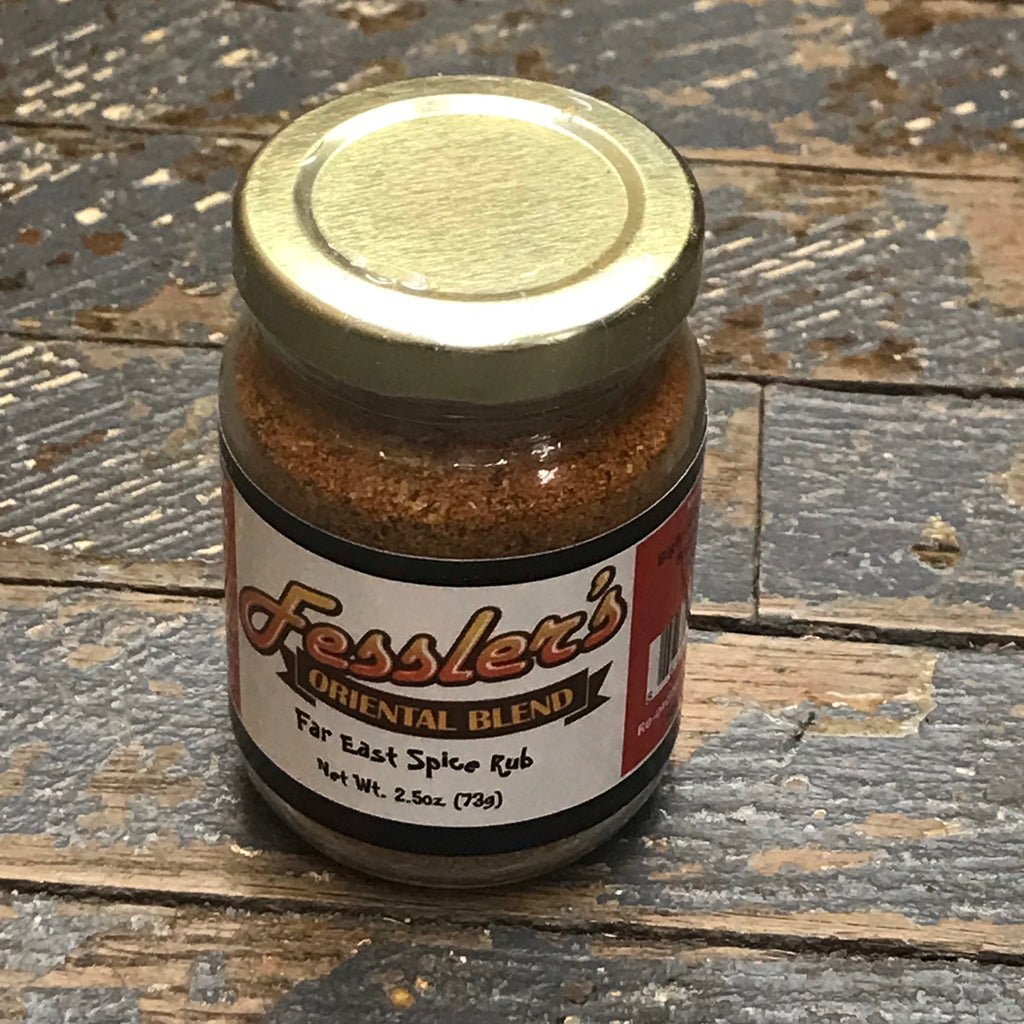 Fessler's
ORIENTAL BLEND
Far East Spice Rub
Net Wt. 2.5oz (73g)